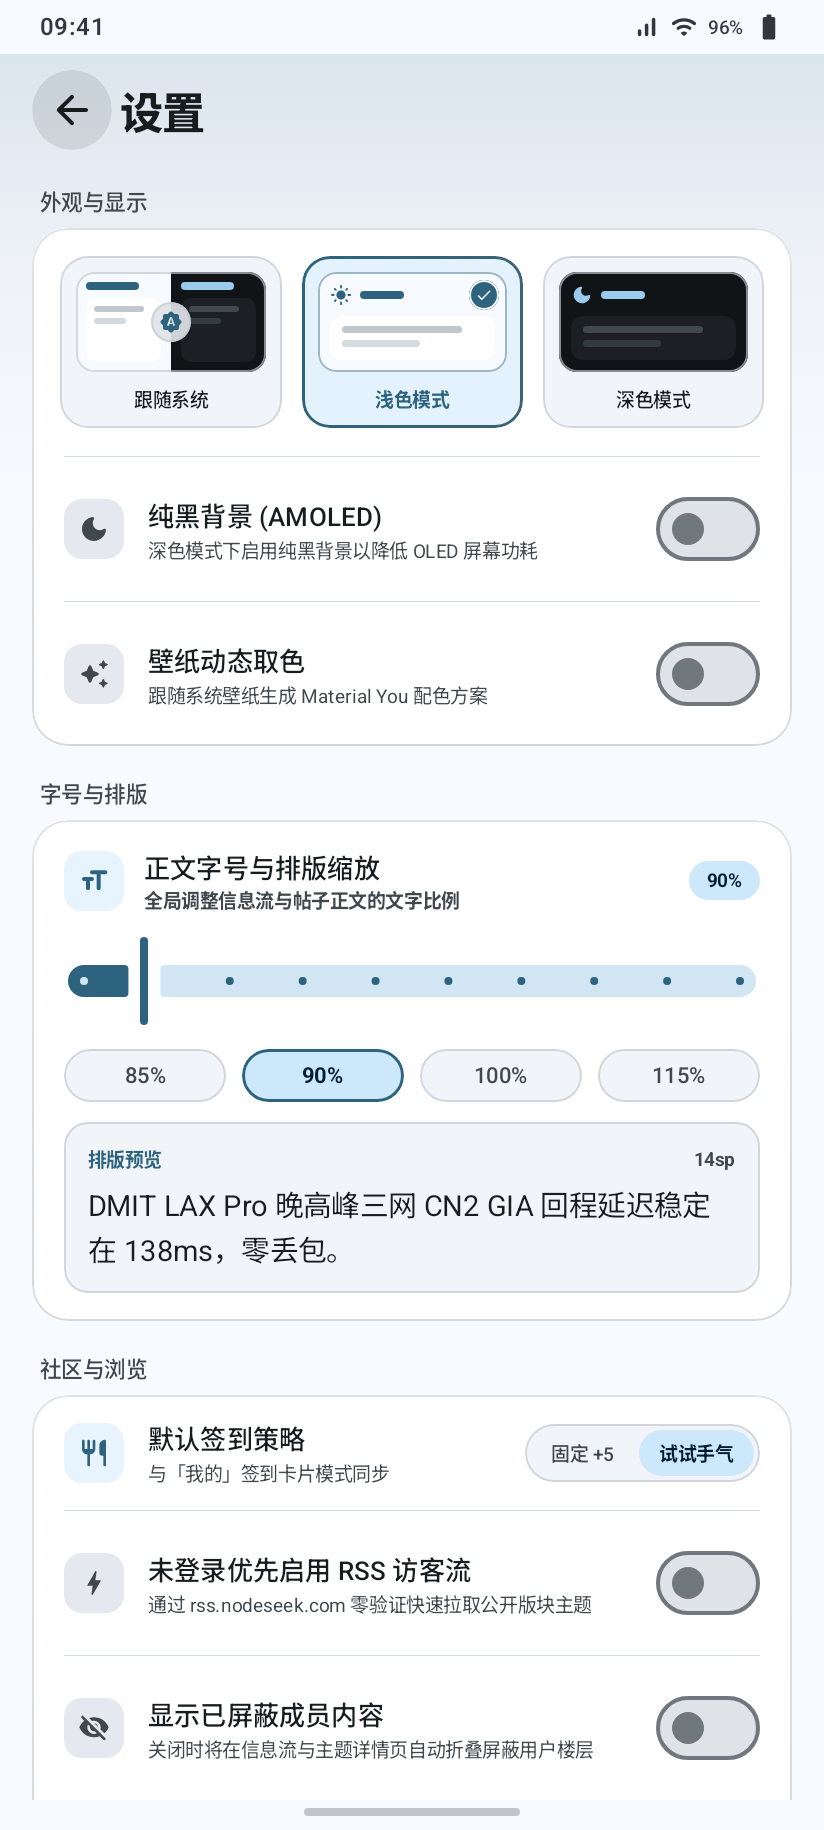 09:41
96%
设置
外观与显示
A
跟随系统
浅色模式
深色模式
纯黑背景 (AMOLED)
深色模式下启用纯黑背景以降低 OLED 屏幕功耗
壁纸动态取色
跟随系统壁纸生成 Material You 配色方案
字号与排版
正文字号与排版缩放
90%
全局调整信息流与帖子正文的文字比例
85%
90%
100%
115%
排版预览
14sp
DMIT LAX Pro 晚高峰三网 CN2 GIA 回程延迟稳定
在 138ms，零丢包。
社区与浏览
默认签到策略
与「我的」签到卡片模式同步
固定 +5
试试手气
未登录优先启用 RSS 访客流
通过 rss.nodeseek.com 零验证快速拉取公开版块主题
显示已屏蔽成员内容
关闭时将在信息流与主题详情页自动折叠屏蔽用户楼层